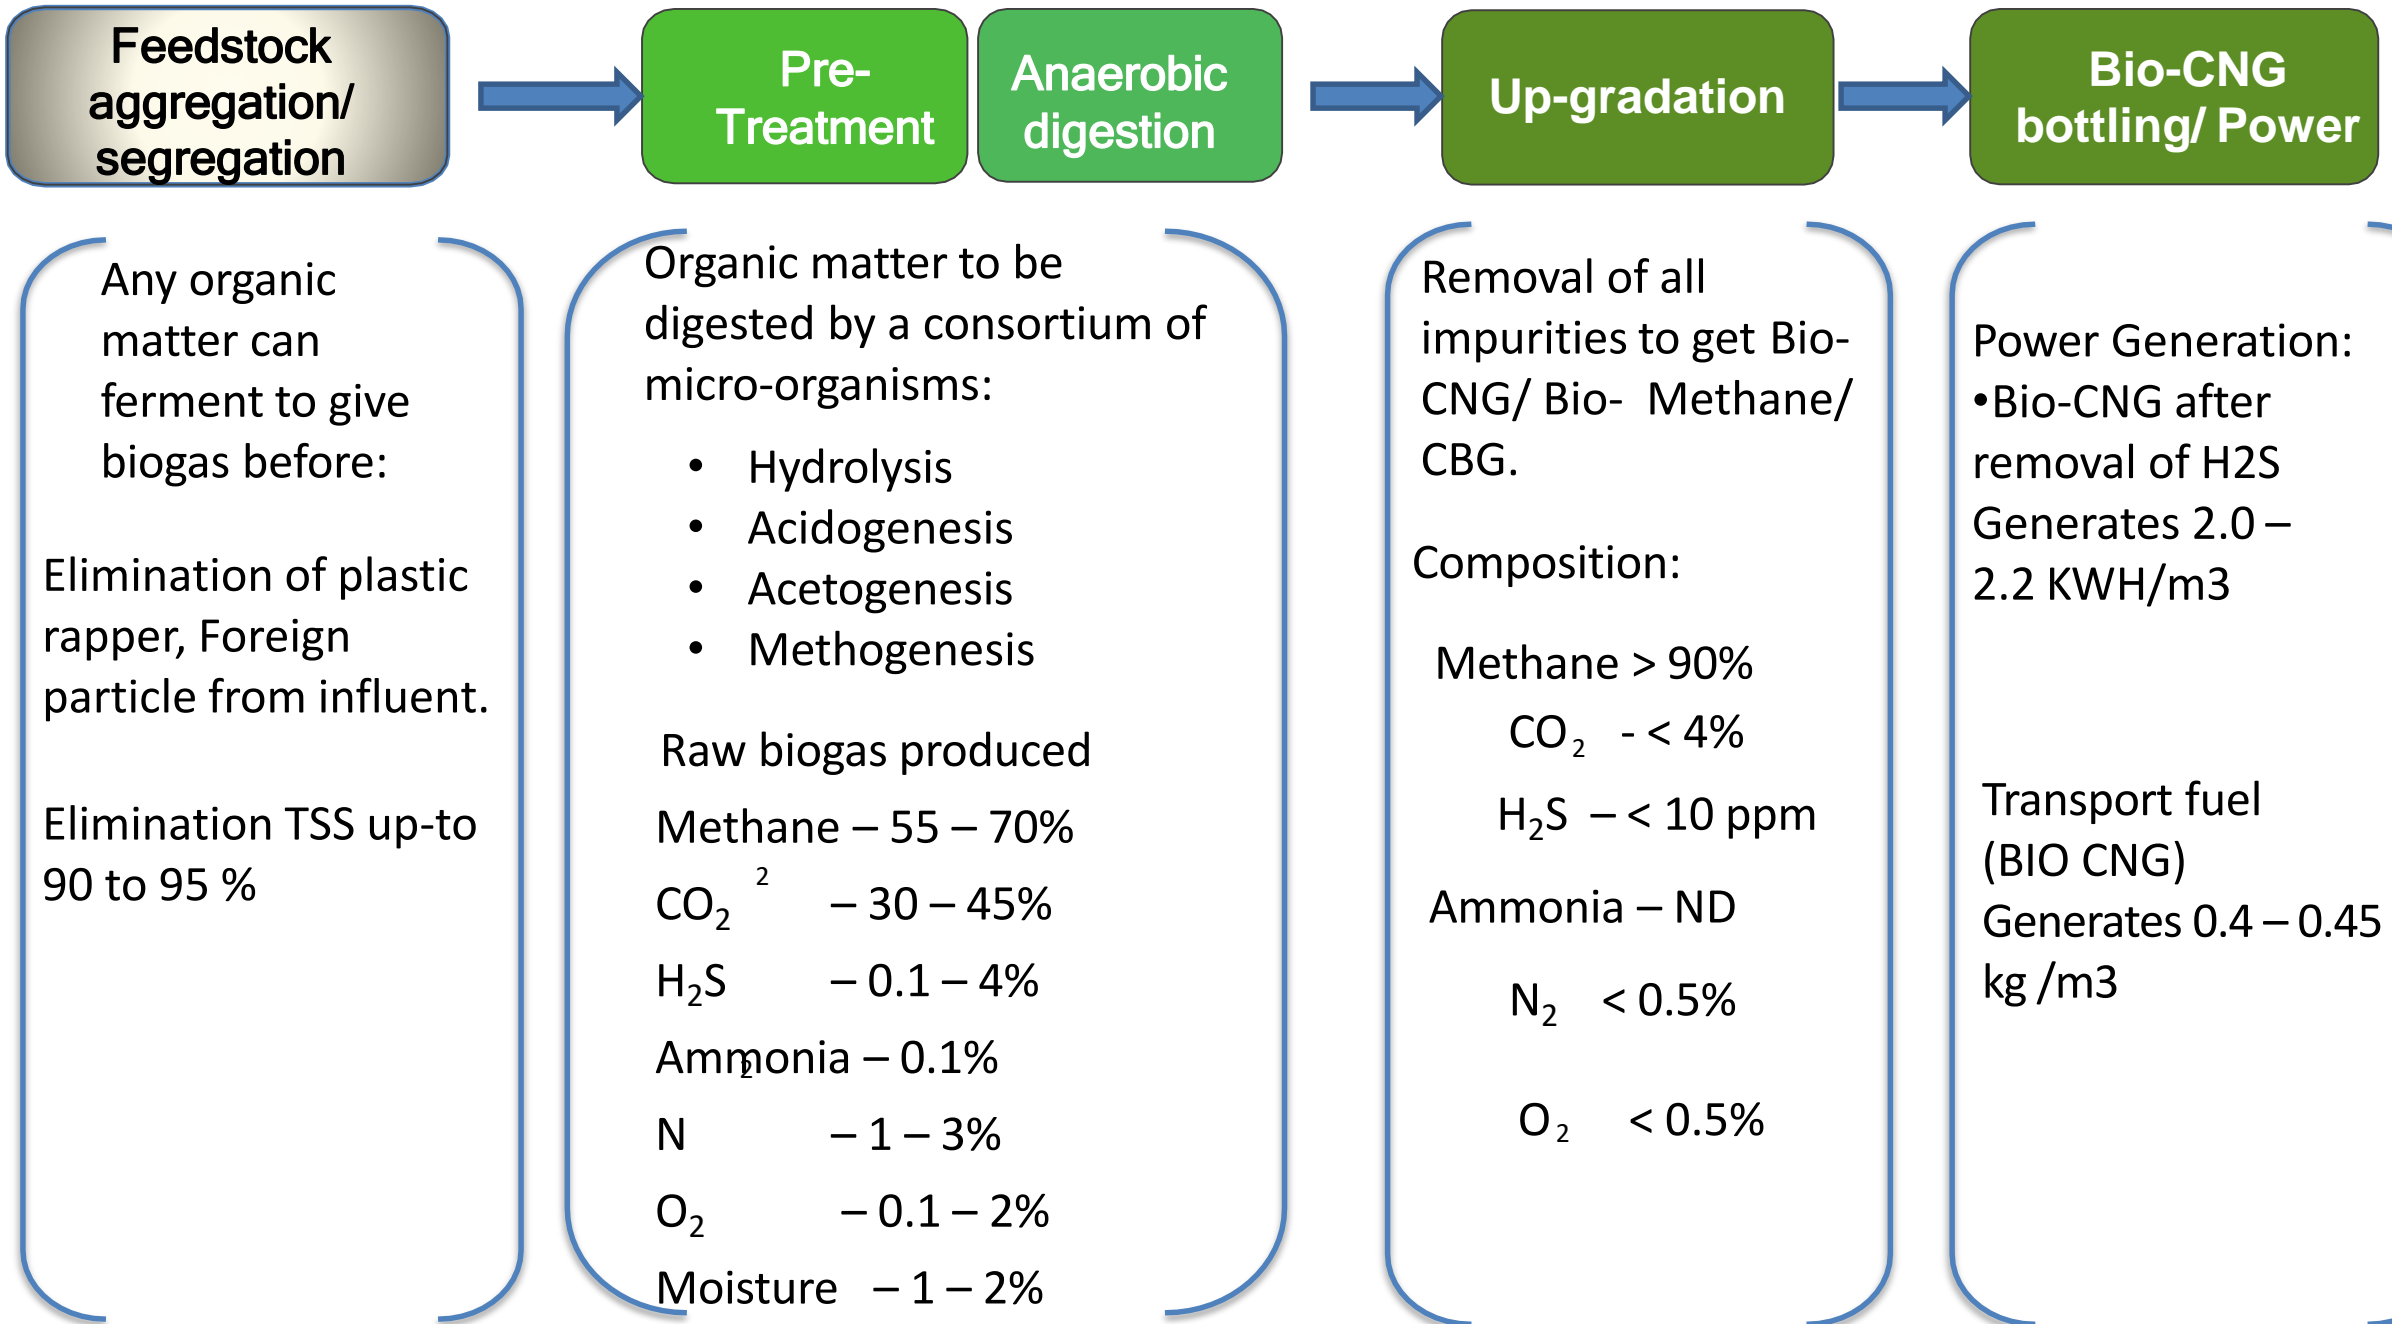 Feedstock
aggregation/
segregation
Pre-
Treatment
Anaerobic
digestion
Up-gradation
Bio-CNG
bottling/ Power
Any organic
matter can
ferment to give
biogas before:
Elimination of plastic
rapper, Foreign
particle from influent.
Elimination TSS up-to
90 to 95 %
Organic matter to be
digested by a consortium of
micro-organisms:
• Hydrolysis
• Acidogenesis
• Acetogenesis
• Methogenesis
Raw biogas produced
Methane – 55 – 70%
2
CO2 – 30 – 45%
H2S – 0.1 – 4%
Ammonia – 0.1%
2
N – 1 – 3%
O2 – 0.1 – 2%
Moisture – 1 – 2%
Removal of all
impurities to get Bio-
CNG/ Bio- Methane/
CBG.
Composition:
Methane > 90%
CO2 - < 4%
H2S – < 10 ppm
Ammonia – ND
N2 < 0.5%
O2 < 0.5%
Power Generation:
•Bio-CNG after
removal of H2S
Generates 2.0 –
2.2 KWH/m3
Transport fuel
(BIO CNG)
Generates 0.4 – 0.45
kg /m3